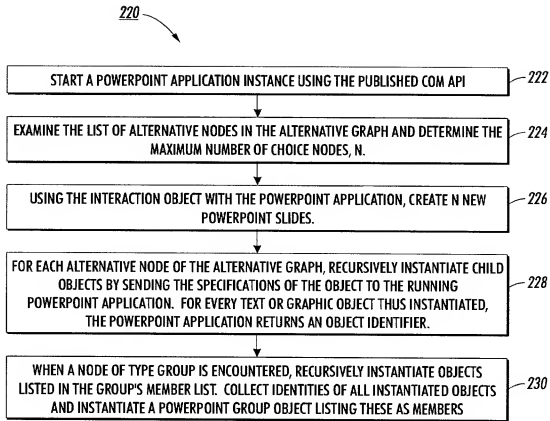 220
START A POWERPOINT APPLICATION INSTANCE USING THE PUBLISHED COM API
222
EXAMINE THE LIST OF ALTERNATIVE NODES IN THE ALTERNATIVE GRAPH AND DETERMINE THE
MAXIMUM NUMBER OF CHOICE NODES, N.
224
USING THE INTERACTION OBJECT WITH THE POWERPOINT APPLICATION, CREATE N NEW
POWERPOINT SLIDES.
226
FOR EACH ALTERNATIVE NODE OF THE ALTERNATIVE GRAPH, RECURSIVELY INSTANTIATE CHILD
OBJECTS BY SENDING THE SPECIFICATIONS OF THE OBJECT TO THE RUNNING
POWERPOINT APPLICATION. FOR EVERY TEXT OR GRAPHIC OBJECT THUS INSTANTIATED,
THE POWERPOINT APPLICATION RETURNS AN OBJECT IDENTIFIER.
228
WHEN A NODE OF TYPE GROUP IS ENCOUNTERED, RECURSIVELY INSTANTIATE OBJECTS
LISTED IN THE GROUP'S MEMBER LIST. COLLECT IDENTITIES OF ALL INSTANTIATED OBJECTS
AND INSTANTIATE A POWERPOINT GROUP OBJECT LISTING THESE AS MEMBERS
230